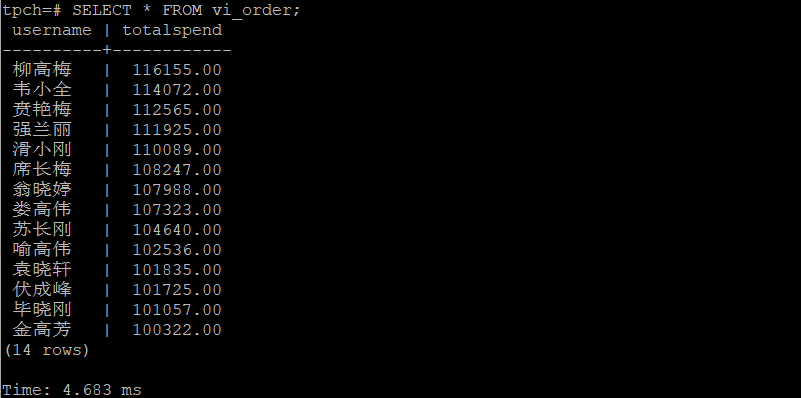 tpch=# SELECT * FROM vi_order;
 username | totalspend
----------+------------
 柳高梅   |  116155.00
 韦小全   |  114072.00
 贲艳梅   |  112565.00
 强兰丽   |  111925.00
 滑小刚   |  110089.00
 席长梅   |  108247.00
 翁晓婷   |  107988.00
 娄高伟   |  107323.00
 苏长刚   |  104640.00
 喻高伟   |  102536.00
 袁晓轩   |  101835.00
 伏成峰   |  101725.00
 毕晓刚   |  101057.00
 金高芳   |  100322.00
(14 rows)

Time: 4.683 ms